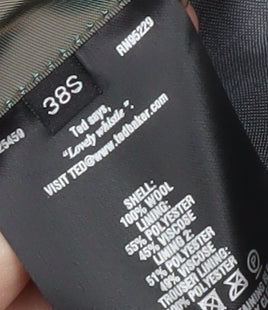 38S
RN95229
Ted says,
"Lovely whistle".
VISIT TED@www.tedbaker.com
SHELL:
100% WOOL
LINING:
55% POLYESTER
45% VISCOSE
LINING 2:
51% POLYESTER
49% VISCOSE
TROUSER LINING:
100% POLYESTER